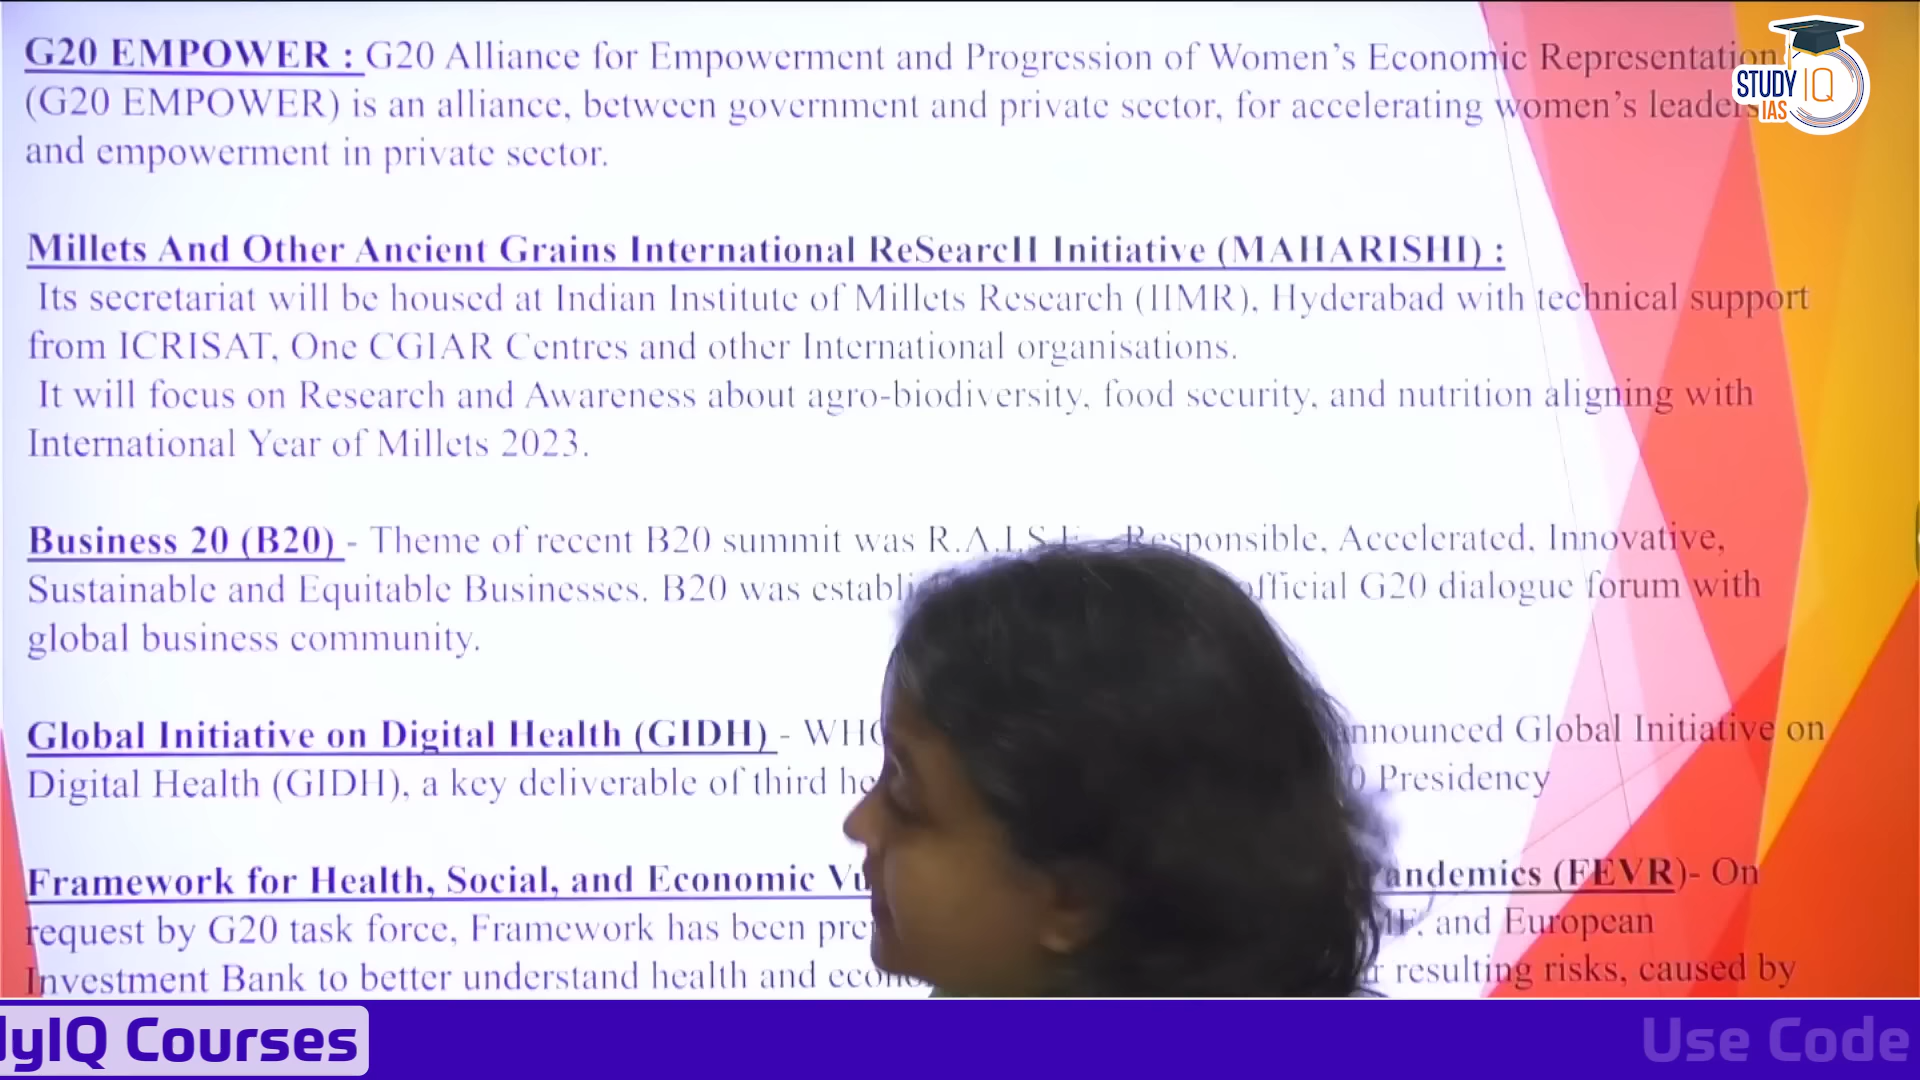 G20 EMPOWER : G20 Alliance for Empowerment and Progression of Women's Economic Representation
(G20 EMPOWER) is an alliance, between government and private sector, for accelerating women's
and empowerment in private sector.
Millets And Other Ancient Grains International ReSearcH Initiative (MAHARISHI) :
Its secretariat will be housed at Indian Institute of Millets Research (IIMR), Hyderabad with technical support
from ICRISAT, One CGIAR Centres and other International organisations.
It will focus on Research and Awareness about agro-biodiversity, food security, and nutrition aligning with
International Year of Millets 2023.
Business 20 (B20) - Theme of recent B20 summit was R.A.I.S.E - Responsible, Accelerated, Innovative,
Sustainable and Equitable Businesses. B20 was official G20 dialogue forum with
global business community.
Global Initiative on Digital Health (GIDH) - announced Global Initiative on
Digital Health (GIDH), a key deliverable of third Presidency
Framework for Health, Social, and Economic (FEVR)- On
request by G20 task force, Framework has been and European
Investment Bank to better understand health and resulting risks, caused by
STUDY IQ
IAS
Courses
Use Code